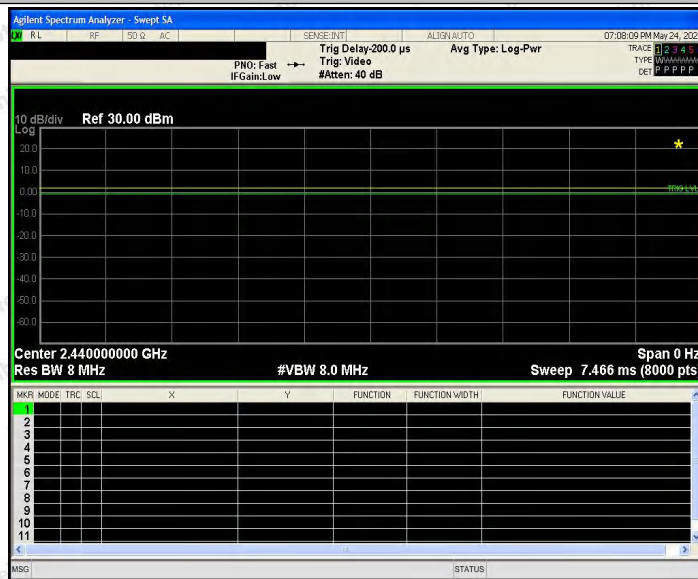 Agilent Spectrum Analyzer - Swept SA
RL RF 50 Ω AC SENSE:INT ALIGN AUTO 07:08:09 PM May 24, 202
Trig Delay-200.0 µs Avg Type: Log-Pwr TRACE 1 2 3 4 5
PNO: Fast Trig: Video TYPE
IFGain:Low #Atten: 40 dB DET P P P P P
10 dB/div Ref 30.00 dBm
Log
20.0
10.0
0.00 TRIG LVL
-10.0
-20.0
-30.0
-40.0
-50.0
-60.0
Center 2.440000000 GHz Span 0 Hz
Res BW 8 MHz #VBW 8.0 MHz Sweep 7.466 ms (8000 pts
MKR MODE TRC SCL X Y FUNCTION FUNCTION WIDTH FUNCTION VALUE
1
2
3
4
5
6
7
8
9
10
11
MSG STATUS